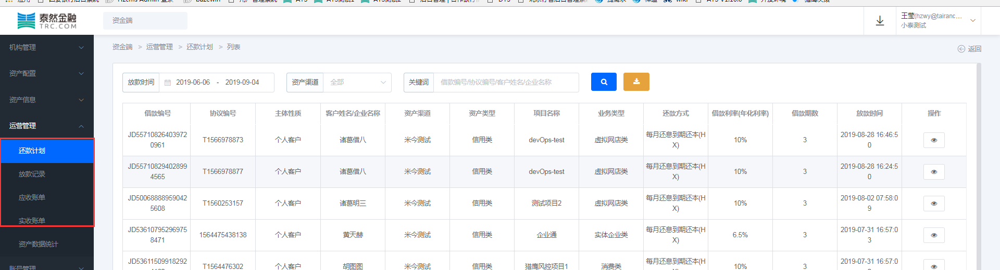 应用
泰然金融
TRC.COM
资金端
王莹(hzwy@tairanc...
小泰测试
机构管理
资产配置
资产信息
运营管理
还款计划
放款记录
应收账单
实收账单
资产数据统计
账号管理
资金端 > 运营管理 > 还款计划 > 列表
返回
放款时间 2019-06-06 - 2019-09-04 资产渠道 全部 关键词 借款编号/协议编号/客户姓名/企业名称
借款编号 协议编号 主体性质 客户姓名/企业名称 资产渠道 资产类型 项目名称 业务类型 还款方式 借款利率(年化利率) 借款期数 放款时间 操作
JD55710826403972 每月还息到期还本(H 2019-08-28 16:46:5
T1566978873 个人客户 诸葛借八 米今测试 信用类 devOps-test 虚拟网店类 10% 3
0961 X) 0
JD55710829402899 每月还息到期还本(H 2019-08-28 16:24:5
T1566978877 个人客户 诸葛借八 米今测试 信用类 devOps-test 虚拟网店类 10% 3
4565 X) 0
JD50068888959042 每月还息到期还本(H 2019-08-02 07:58:0
T1560253157 个人客户 诸葛明三 米今测试 信用类 测试项目2 虚拟网店类 10% 3
5608 X) 9
JD53610795296975 每月还息到期还本(H 2019-07-31 16:57:0
1564475438138 个人客户 黄天赫 米今测试 信用类 企业通 实体企业类 6.5% 3
8471 X) 3
JD53611509918292 每月还息到期还本(H 2019-07-31 16:57:0
T1564476302 个人客户 胡图图 米今测试 信用类 猎鹰风控项目1 消费类 10% 3
X)